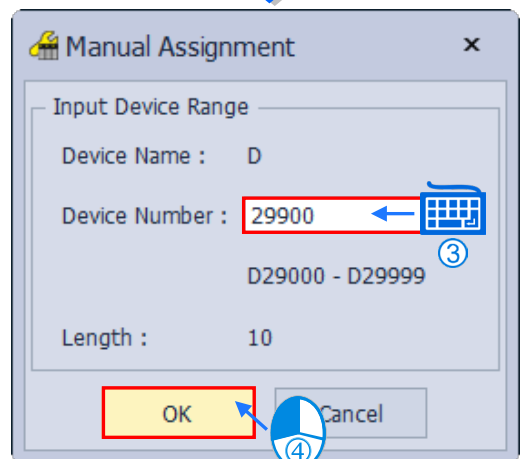 Manual Assignment ×
Input Device Range
Device Name : D
Device Number : 29900
③
D29000 - D29999
Length : 10
OK Cancel
④